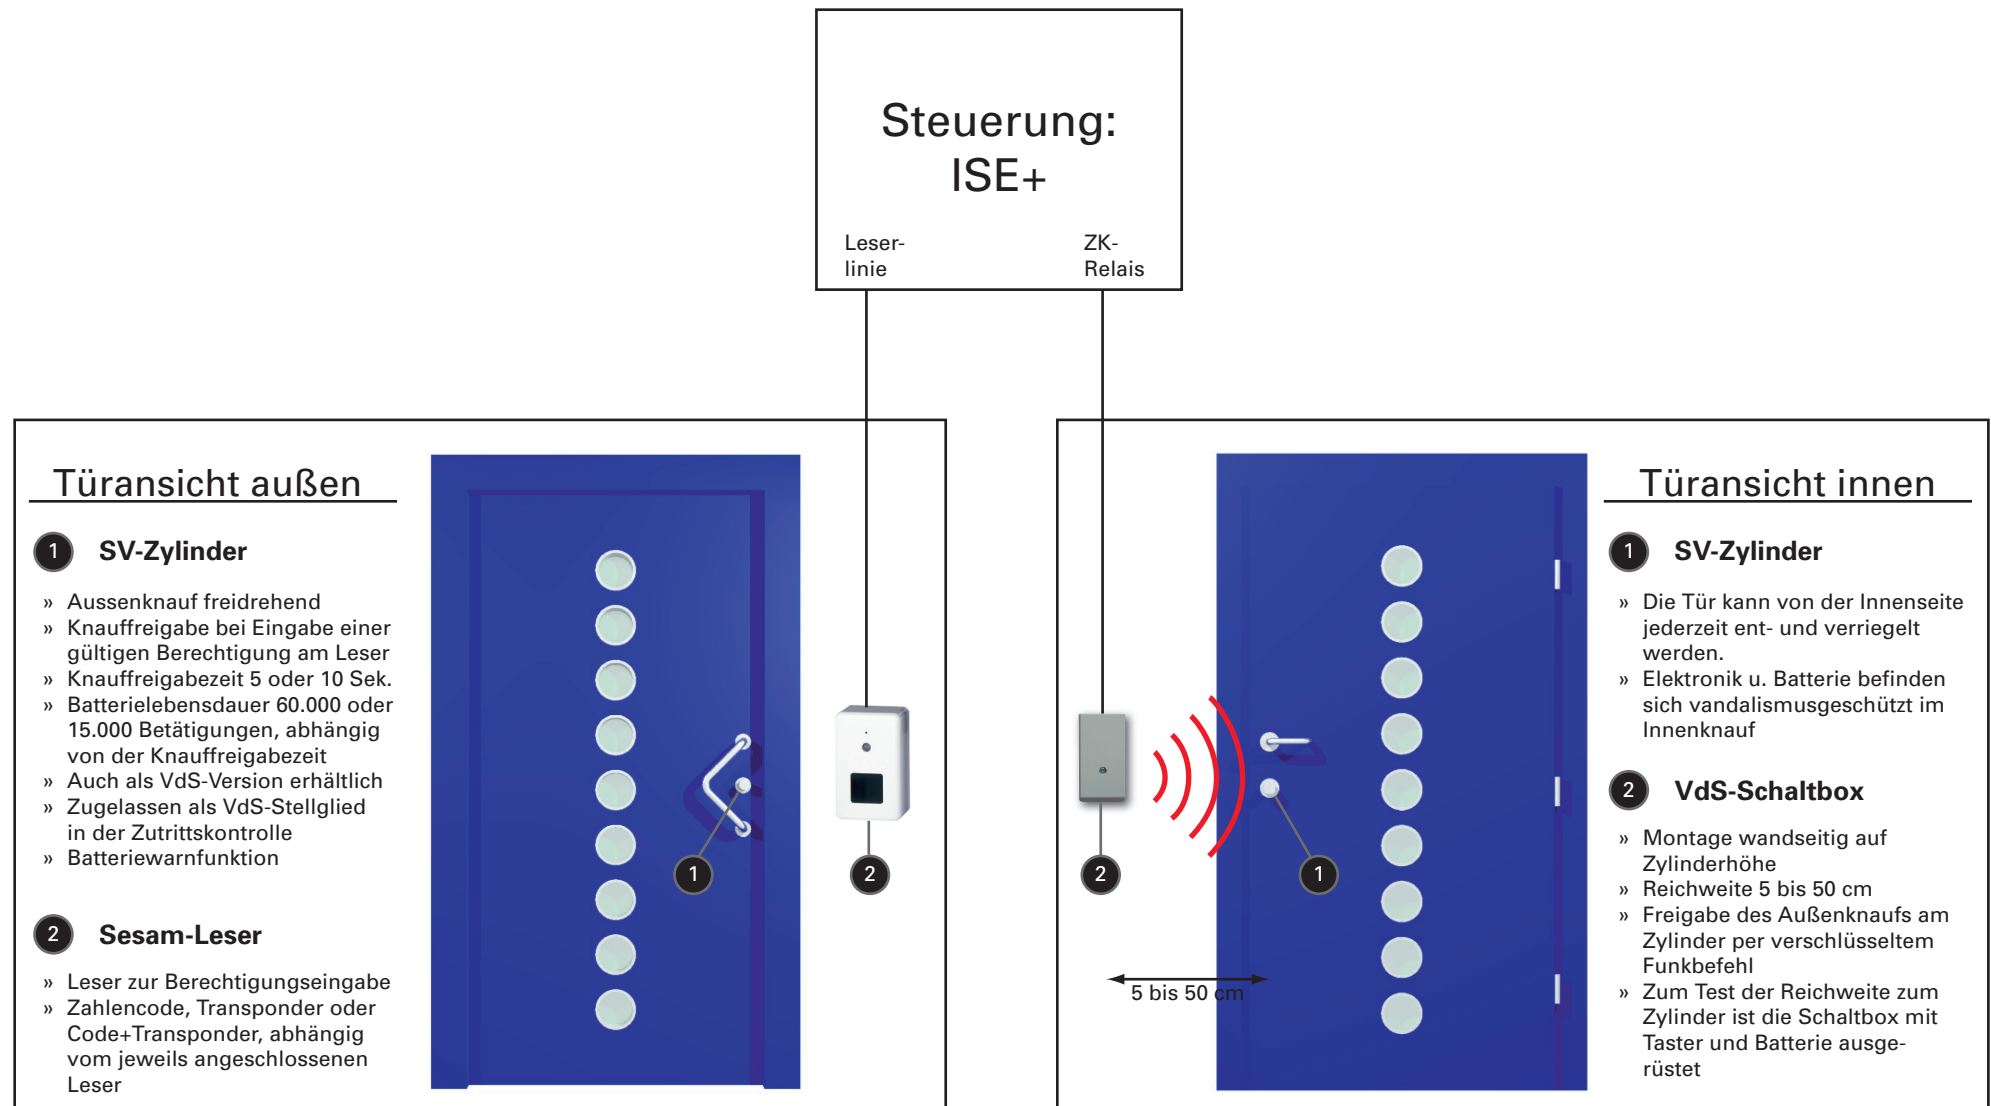 Steuerung:
ISE+
Leser-
linie
ZK-
Relais
Türansicht außen
1 SV-Zylinder
» Aussenknauf freidrehend
» Knauffreigabe bei Eingabe einer
gültigen Berechtigung am Leser
» Knauffreigabezeit 5 oder 10 Sek.
» Batterielebensdauer 60.000 oder
15.000 Betätigungen, abhängig
von der Knauffreigabezeit
» Auch als VdS-Version erhältlich
» Zugelassen als VdS-Stellglied
in der Zutrittskontrolle
» Batteriewarnfunktion
2 Sesam-Leser
» Leser zur Berechtigungseingabe
» Zahlencode, Transponder oder
Code+Transponder, abhängig
vom jeweils angeschlossenen
Leser
1
2
2
1
5 bis 50 cm
Türansicht innen
1 SV-Zylinder
» Die Tür kann von der Innenseite
jederzeit ent- und verriegelt
werden.
» Elektronik u. Batterie befinden
sich vandalismusgeschützt im
Innenknauf
2 VdS-Schaltbox
» Montage wandseitig auf
Zylinderhöhe
» Reichweite 5 bis 50 cm
» Freigabe des Außenknaufs am
Zylinder per verschlüsseltem
Funkbefehl
» Zum Test der Reichweite zum
Zylinder ist die Schaltbox mit
Taster und Batterie ausge-
rüstet